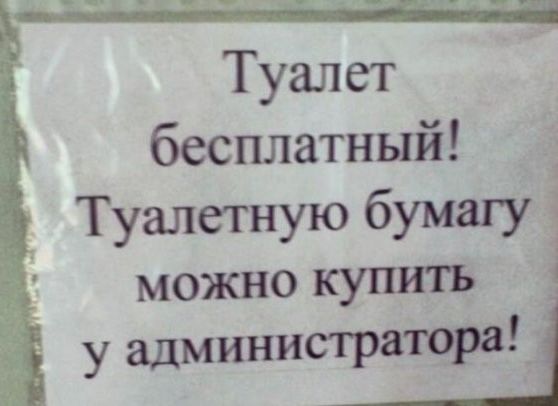 Туалет
бесплатный!
Туалетную бумагу
можно купить
у администратора!